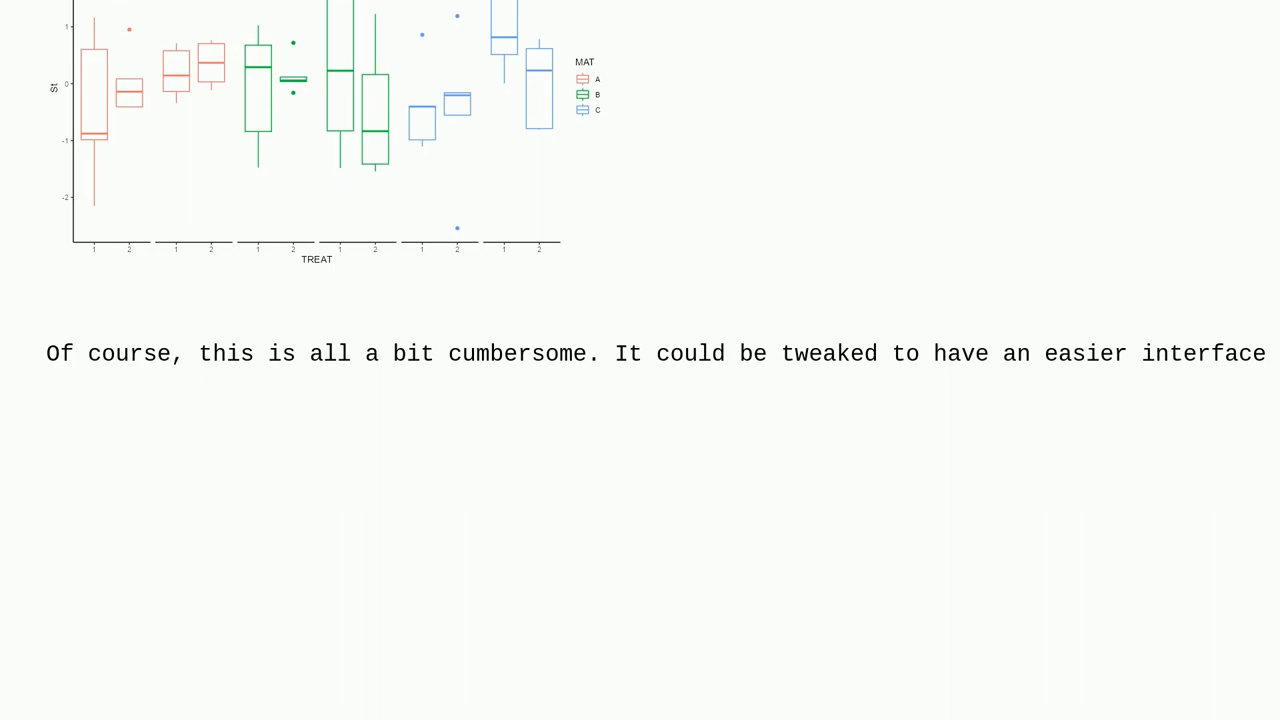 1
St
0
-1
-2
MAT
A
B
C
1 2 1 2 1 2 1 2 1 2 1 2
TREAT
Of course, this is all a bit cumbersome. It could be tweaked to have an easier interface